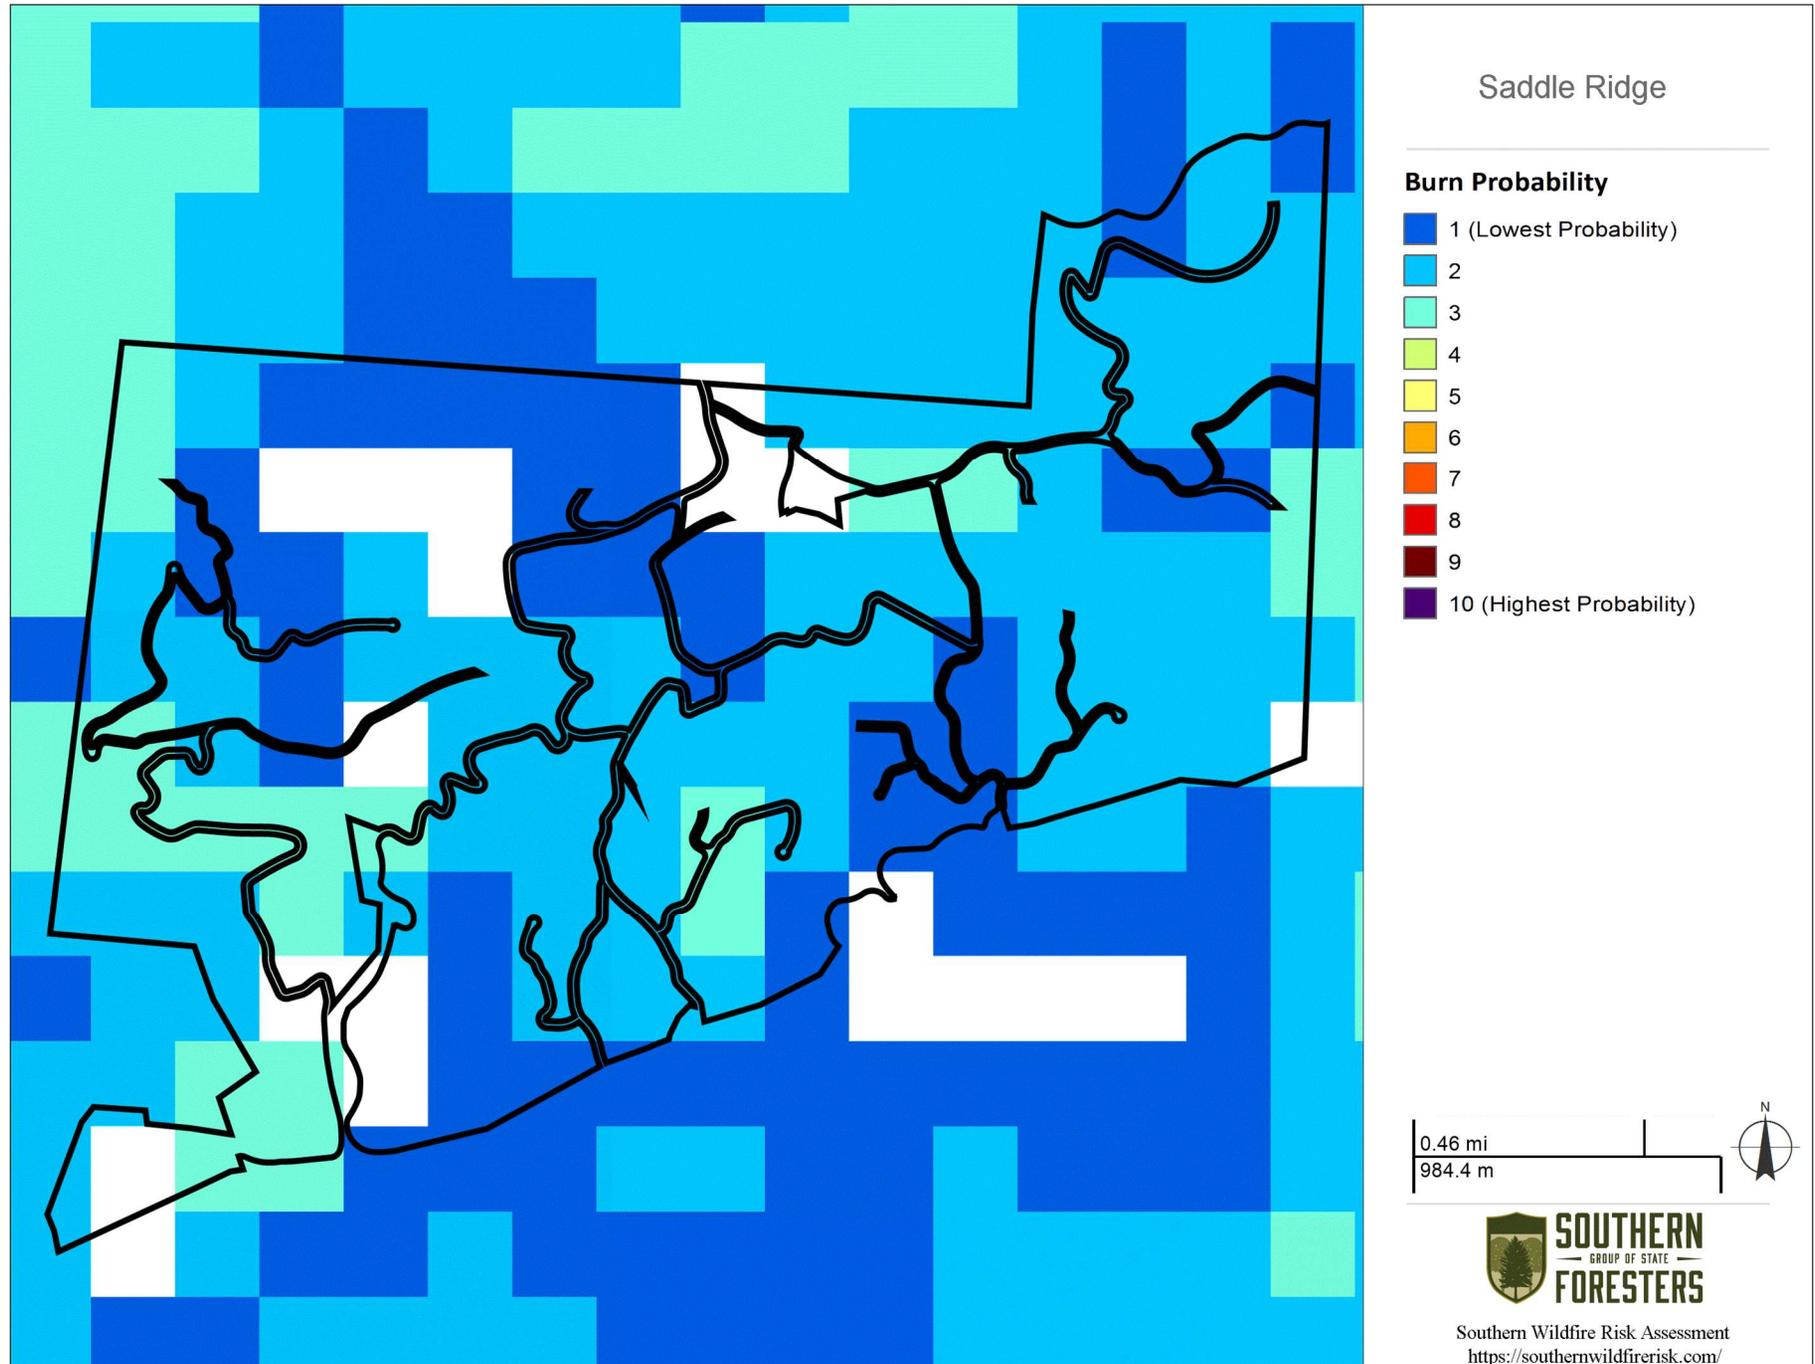 Saddle Ridge
Burn Probability
1 (Lowest Probability)
2
3
4
5
6
7
8
9
10 (Highest Probability)
N
0.46 mi
984.4 m
SOUTHERN
GROUP OF STATE
FORESTERS
Southern Wildfire Risk Assessment
https://southernwildfirerisk.com/